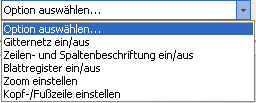 Option auswählen...
Option auswählen...
Gitternetz ein/aus
Zeilen- und Spaltenbeschriftung ein/aus
Blattregister ein/aus
Zoom einstellen
Kopf-/Fußzeile einstellen